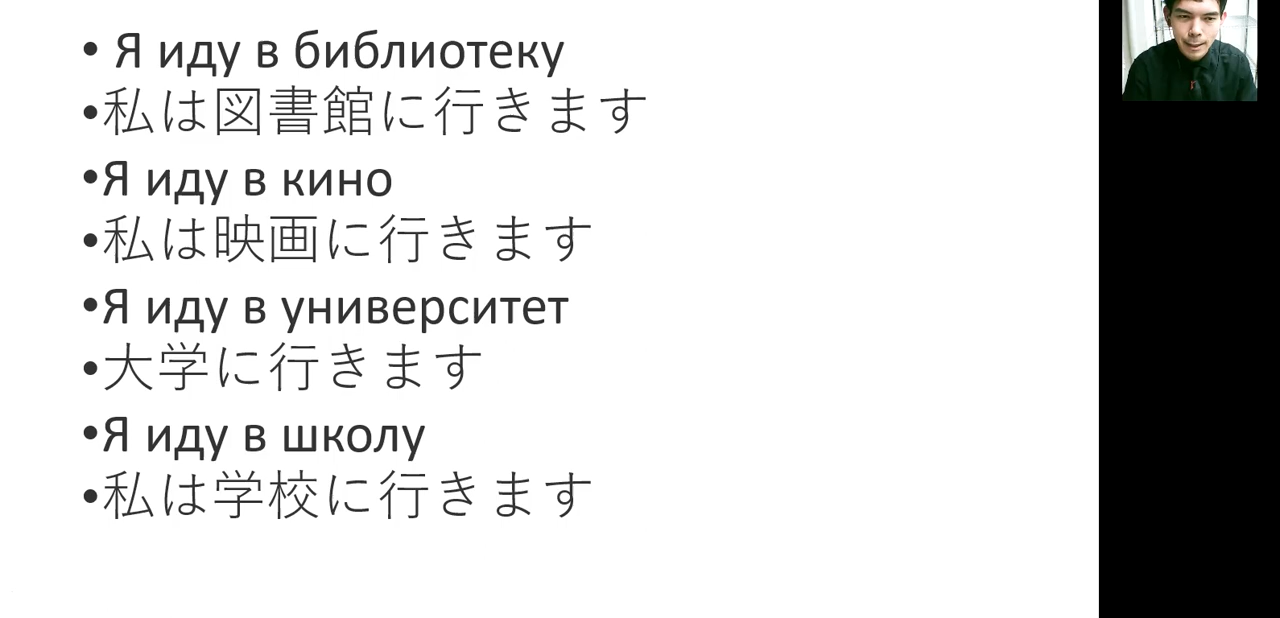 • Я иду в библиотеку
•私は図書館に行きます
•Я иду в кино
•私は映画に行きます
•Я иду в университет
•大学に行きます
•Я иду в школу
•私は学校に行きます